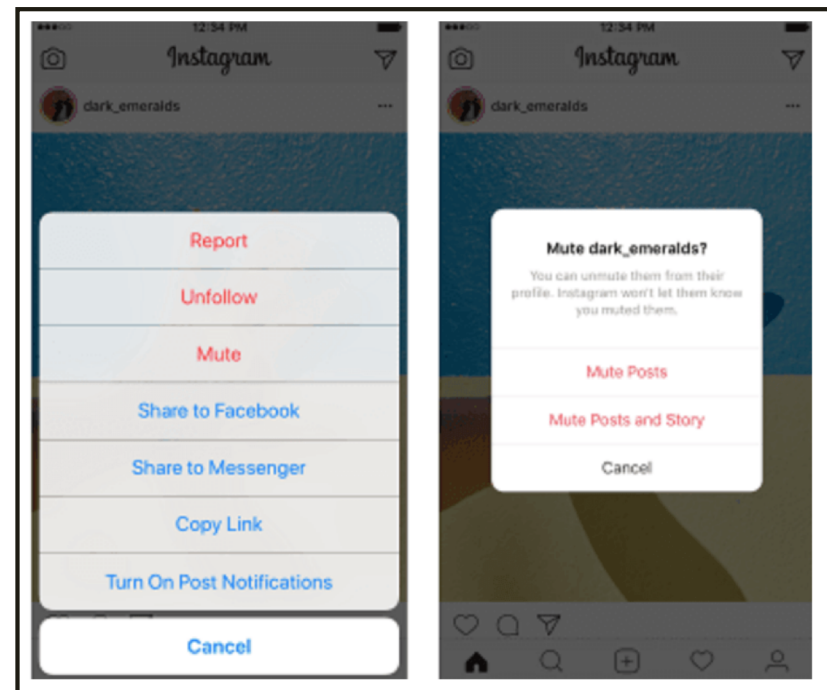 12:34 PM
Instagram
dark_emeralds
Report
Unfollow
Mute
Share to Facebook
Share to Messenger
Copy Link
Turn On Post Notifications
Cancel
12:34 PM
Instagram
dark_emeralds
Mute dark_emeralds?
You can unmute them from their
profile. Instagram won't let them know
you muted them.
Mute Posts
Mute Posts and Story
Cancel